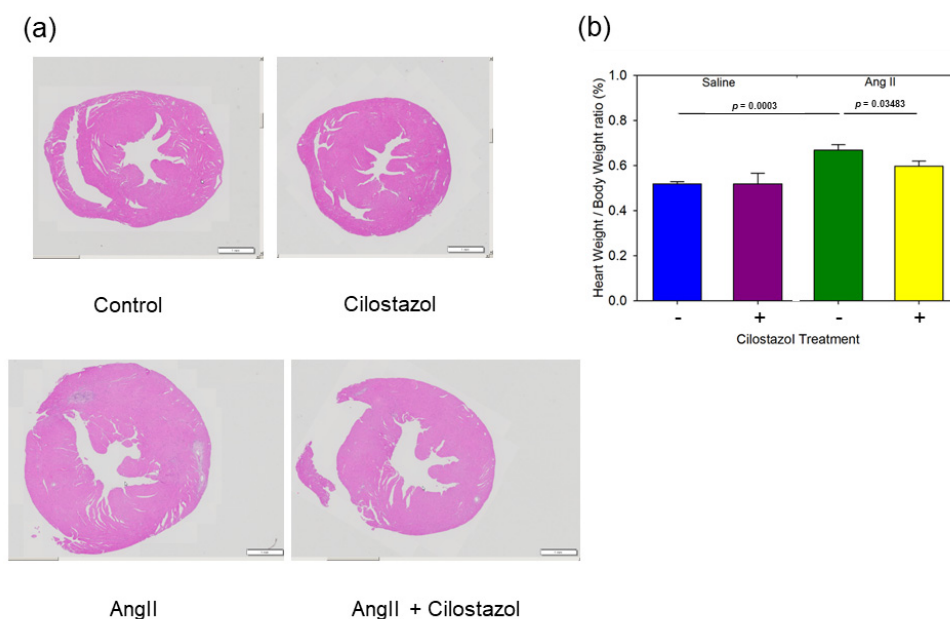 (a)
Control
Cilostazol
AngII
AngII + Cilostazol
(b)
Heart Weight / Body Weight ratio (%)
1.0
0.8
0.6
0.4
0.2
0.0
Saline
Ang II
p = 0.0003
p = 0.03483
- + - +
Cilostazol Treatment